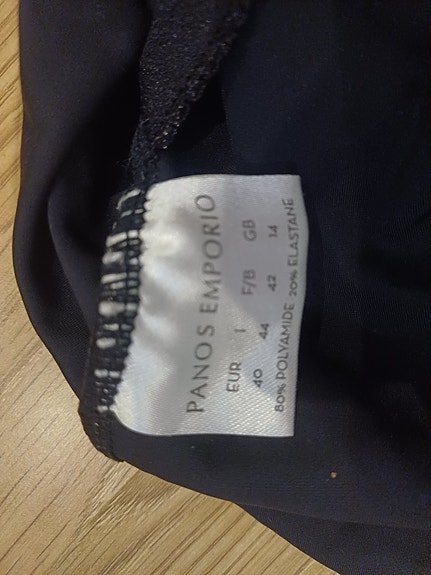 PANOS EMPORIO
EUR I F/B GB
40 44 42 14
80% POLYAMIDE 20% ELASTANE